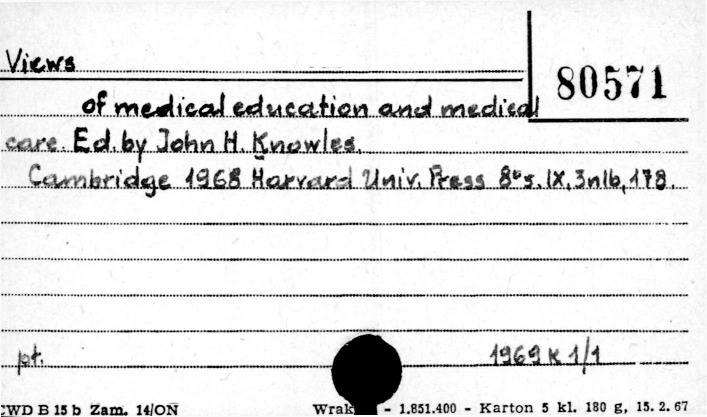 Views
80571
of medical education and medical
care. Ed. by John H. Knowles.
Cambridge 1968 Harvard Univ. Press 8°s. IX, 3nlb, 178.
pt.
1969 K 1/1
CWD B 15 b Zam. 14/ON Wrak - 1.851.400 - Karton 5 kl. 180 g, 15. 2. 67